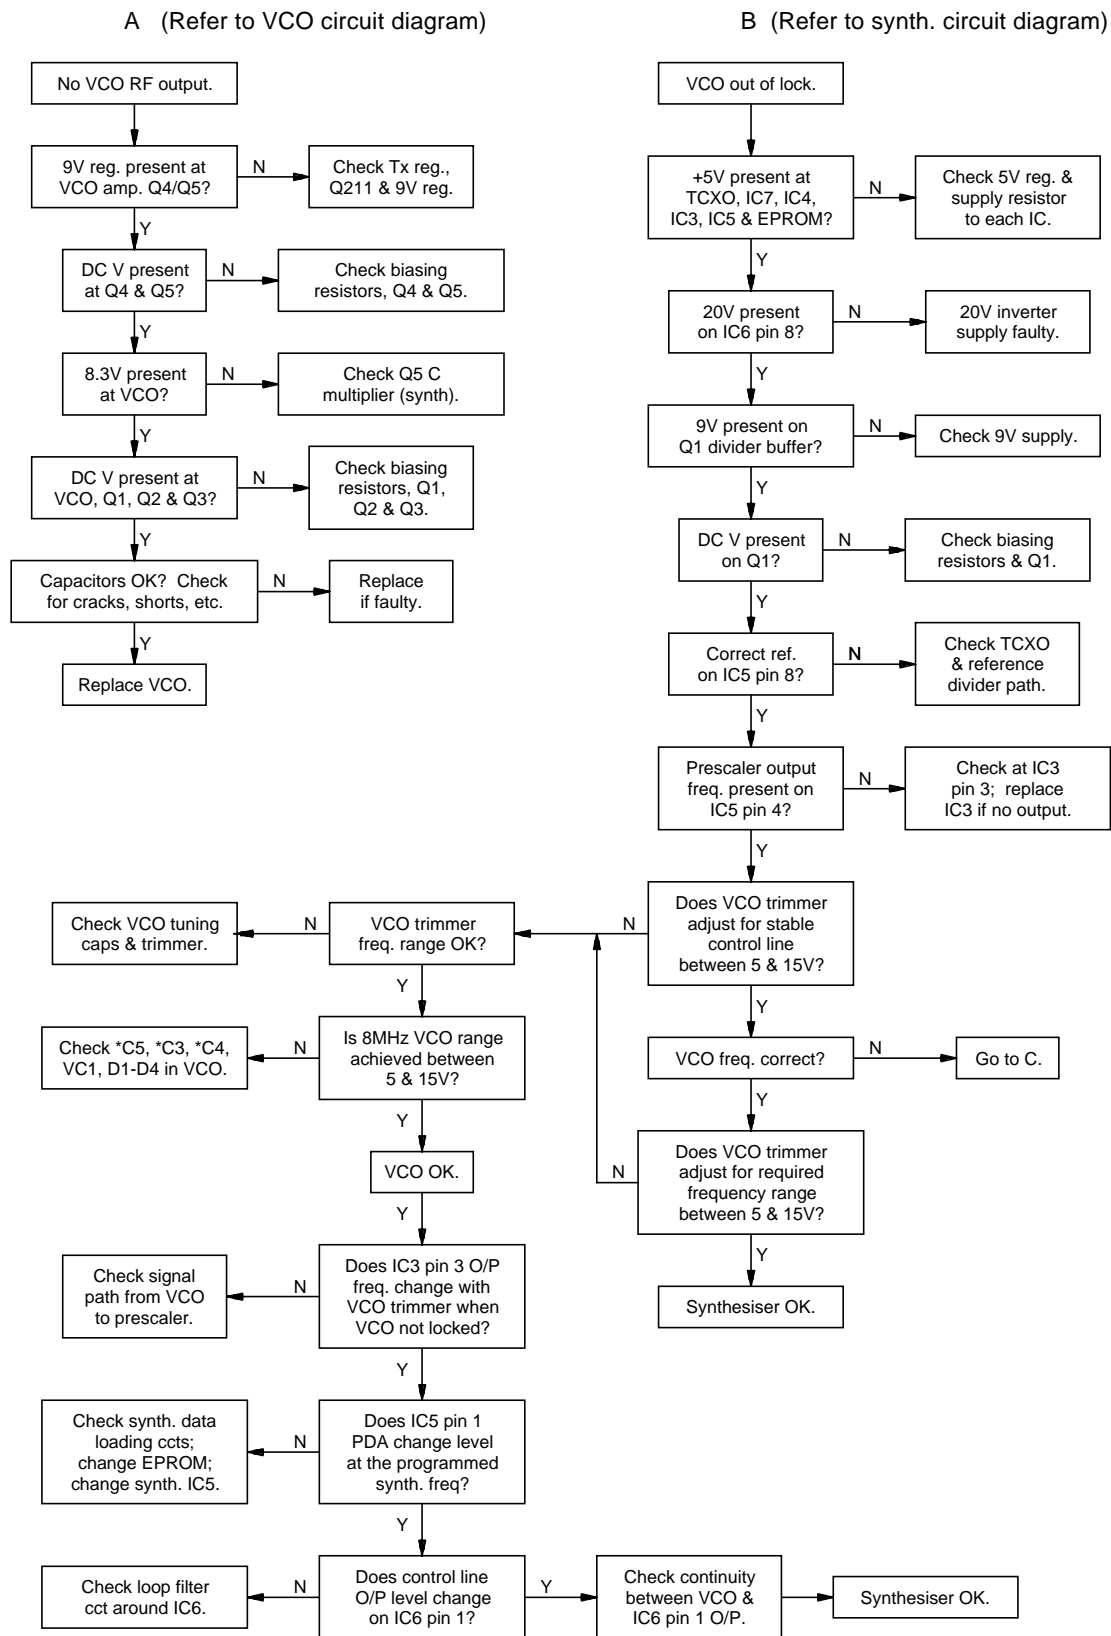 A (Refer to VCO circuit diagram)
No VCO RF output.
9V reg. present at
VCO amp. Q4/Q5?
N
Check Tx reg.,
Q211 & 9V reg.
Y
DC V present
at Q4 & Q5?
N
Check biasing
resistors, Q4 & Q5.
Y
8.3V present
at VCO?
N
Check Q5 C
multiplier (synth).
Y
DC V present at
VCO, Q1, Q2 & Q3?
N
Check biasing
resistors, Q1,
Q2 & Q3.
Y
Capacitors OK? Check
for cracks, shorts, etc.
N
Replace
if faulty.
Y
Replace VCO.
B (Refer to synth. circuit diagram)
VCO out of lock.
+5V present at
TCXO, IC7, IC4,
IC3, IC5 & EPROM?
N
Check 5V reg. &
supply resistor
to each IC.
Y
20V present
on IC6 pin 8?
N
20V inverter
supply faulty.
Y
9V present on
Q1 divider buffer?
N
Check 9V supply.
Y
DC V present
on Q1?
N
Check biasing
resistors & Q1.
Y
Correct ref.
on IC5 pin 8?
N
Check TCXO
& reference
divider path.
Y
Prescaler output
freq. present on
IC5 pin 4?
N
Check at IC3
pin 3; replace
IC3 if no output.
Y
Does VCO trimmer
adjust for stable
control line
between 5 & 15V?
N
Y
VCO freq. correct?
N
Go to C.
Y
Does VCO trimmer
adjust for required
frequency range
between 5 & 15V?
N
Y
Synthesiser OK.
VCO trimmer
freq. range OK?
N
Check VCO tuning
caps & trimmer.
Y
Is 8MHz VCO range
achieved between
5 & 15V?
N
Check *C5, *C3, *C4,
VC1, D1-D4 in VCO.
Y
VCO OK.
Y
Does IC3 pin 3 O/P
freq. change with
VCO trimmer when
VCO not locked?
N
Check signal
path from VCO
to prescaler.
Y
Does IC5 pin 1
PDA change level
at the programmed
synth. freq?
N
Check synth. data
loading ccts;
change EPROM;
change synth. IC5.
Y
Does control line
O/P level change
on IC6 pin 1?
N
Check loop filter
cct around IC6.
Y
Check continuity
between VCO &
IC6 pin 1 O/P.
Synthesiser OK.